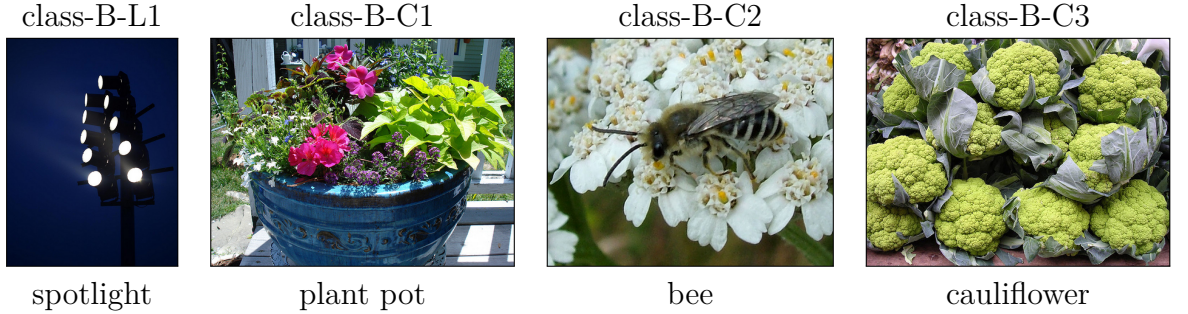 class-B-L1
class-B-C1
class-B-C2
class-B-C3
spotlight
plant pot
bee
cauliflower